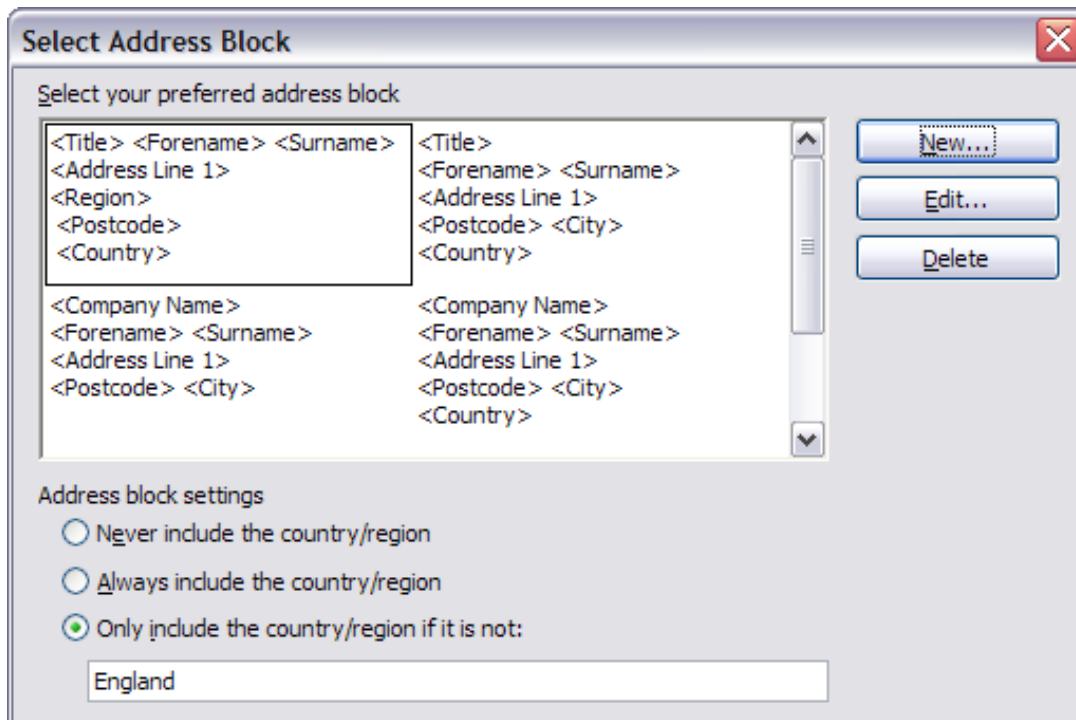 Select Address Block
Select your preferred address block
<Title> <Forename> <Surname>
<Address Line 1>
<Region>
<Postcode>
<Country>
<Title>
<Forename> <Surname>
<Address Line 1>
<Postcode> <City>
<Country>
<Company Name>
<Forename> <Surname>
<Address Line 1>
<Postcode> <City>
<Company Name>
<Forename> <Surname>
<Address Line 1>
<Postcode> <City>
<Country>
New...
Edit...
Delete
Address block settings
Never include the country/region
Always include the country/region
Only include the country/region if it is not:
England